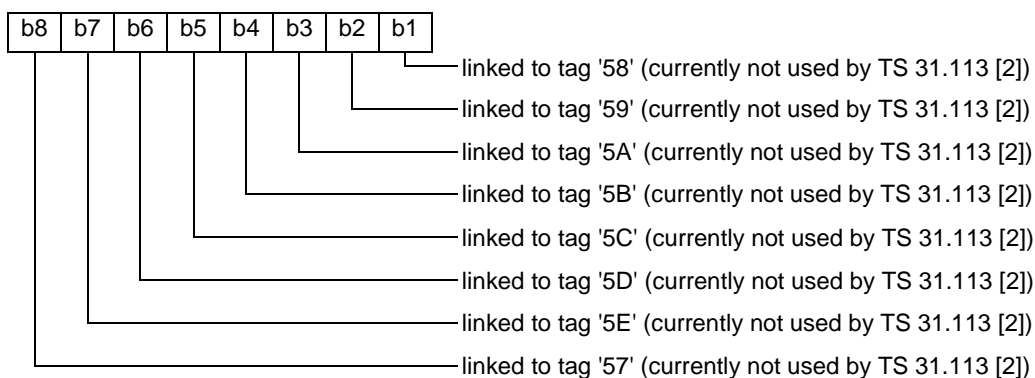 b8 b7 b6 b5 b4 b3 b2 b1
linked to tag '58' (currently not used by TS 31.113 [2])
linked to tag '59' (currently not used by TS 31.113 [2])
linked to tag '5A' (currently not used by TS 31.113 [2])
linked to tag '5B' (currently not used by TS 31.113 [2])
linked to tag '5C' (currently not used by TS 31.113 [2])
linked to tag '5D' (currently not used by TS 31.113 [2])
linked to tag '5E' (currently not used by TS 31.113 [2])
linked to tag '57' (currently not used by TS 31.113 [2])